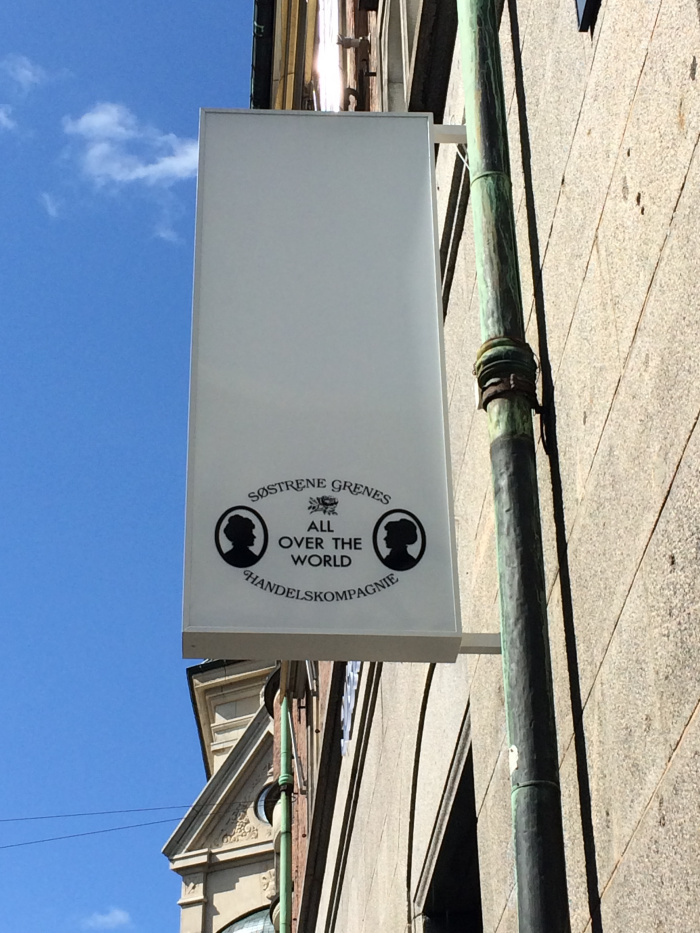 SØSTRENE GRENES
ALL
OVER THE
WORLD
HANDELSKOMPAGNIE